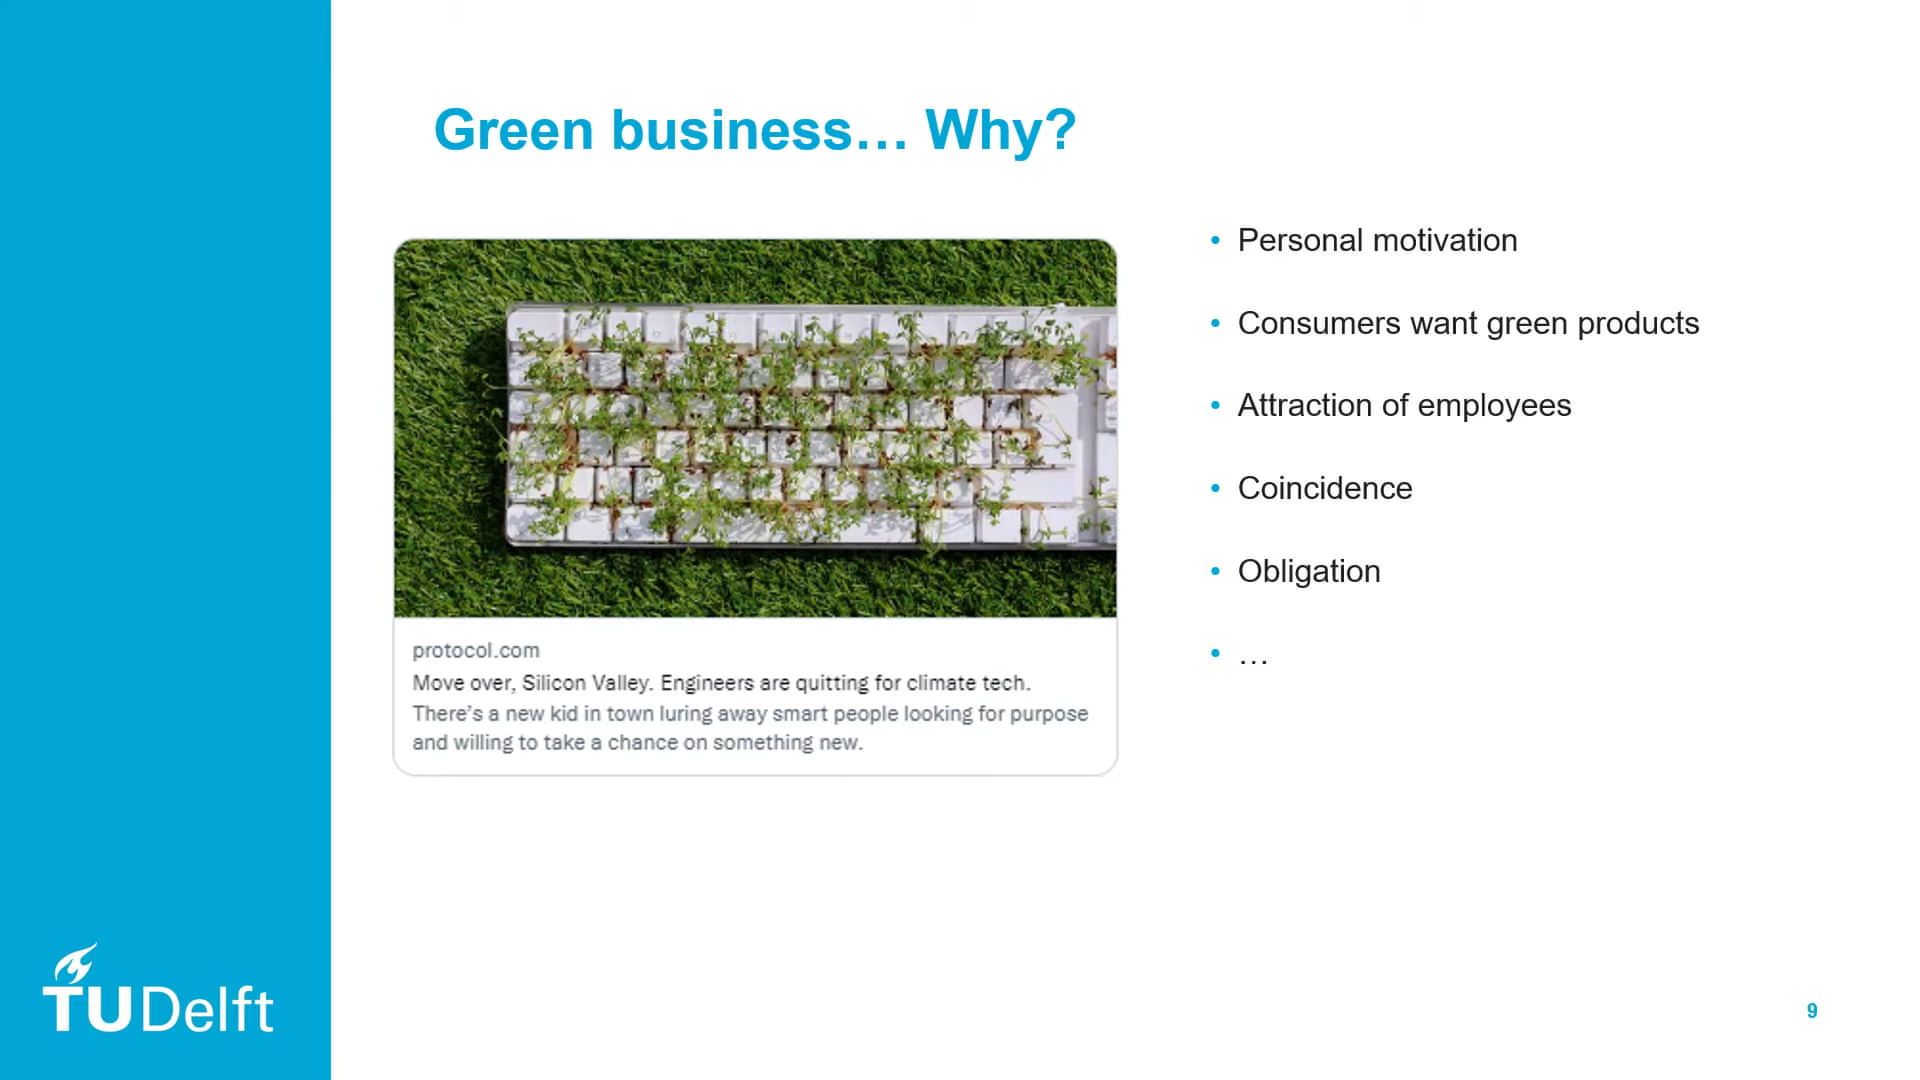 Green business… Why?
protocol.com
Move over, Silicon Valley. Engineers are quitting for climate tech.
There’s a new kid in town luring away smart people looking for purpose
and willing to take a chance on something new.
• Personal motivation
• Consumers want green products
• Attraction of employees
• Coincidence
• Obligation
• …
TUDelft
9